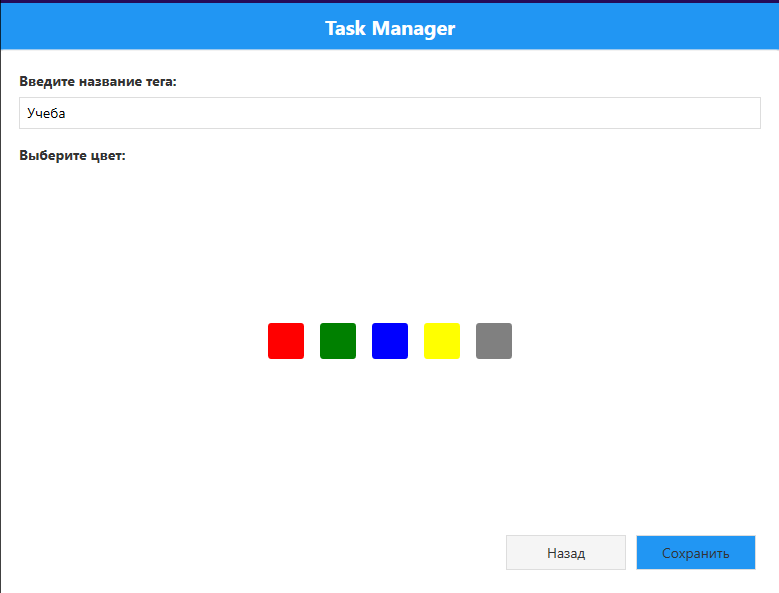 Task Manager
Введите название тега:
Учеба
Выберите цвет:
Назад
Сохранить